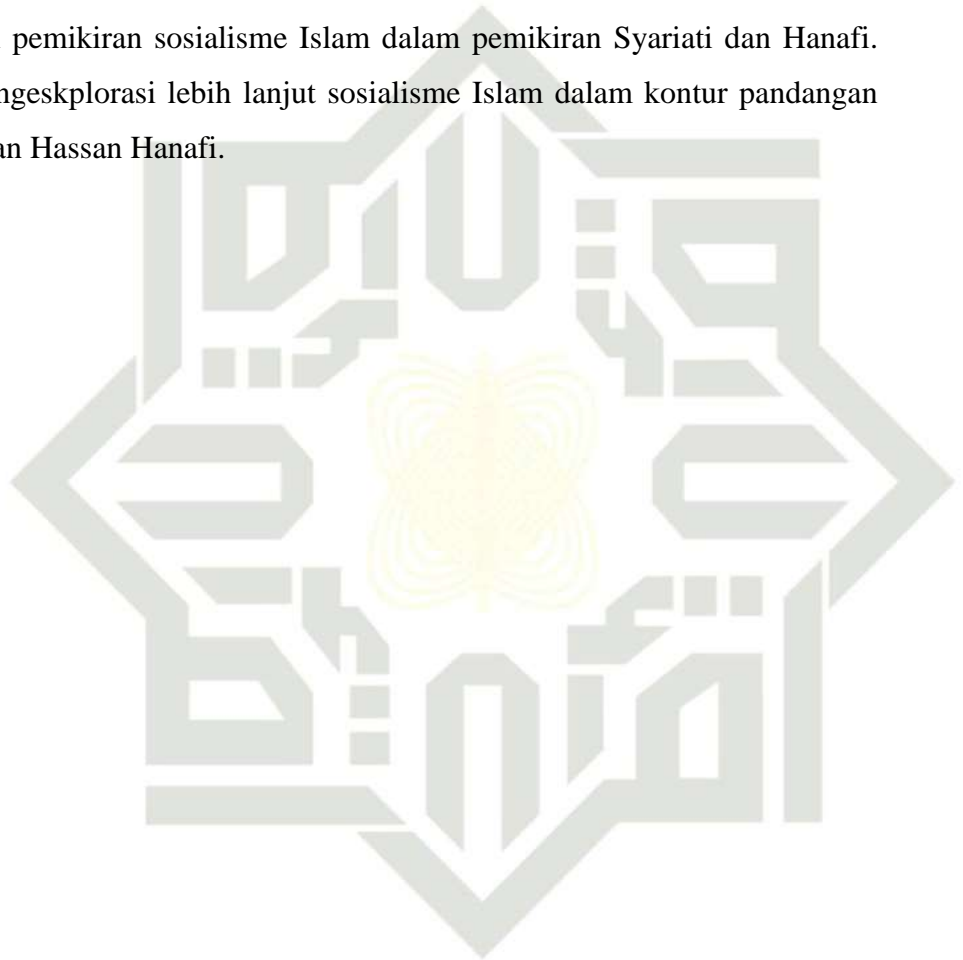 pemikiran sosialisme Islam dalam pemikiran Syariati dan Hanafi.
ngeskplorasi lebih lanjut sosialisme Islam dalam kontur pandangan
an Hassan Hanafi.